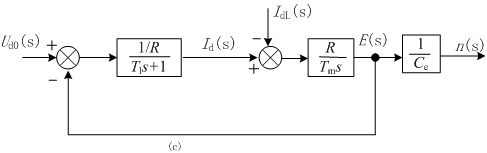 I_dL(s)
U_d0(s)
+
−
1/R
T_l s+1
I_d(s)
−
+
R
T_m s
E(s)
1
C_e
n(s)
(c)